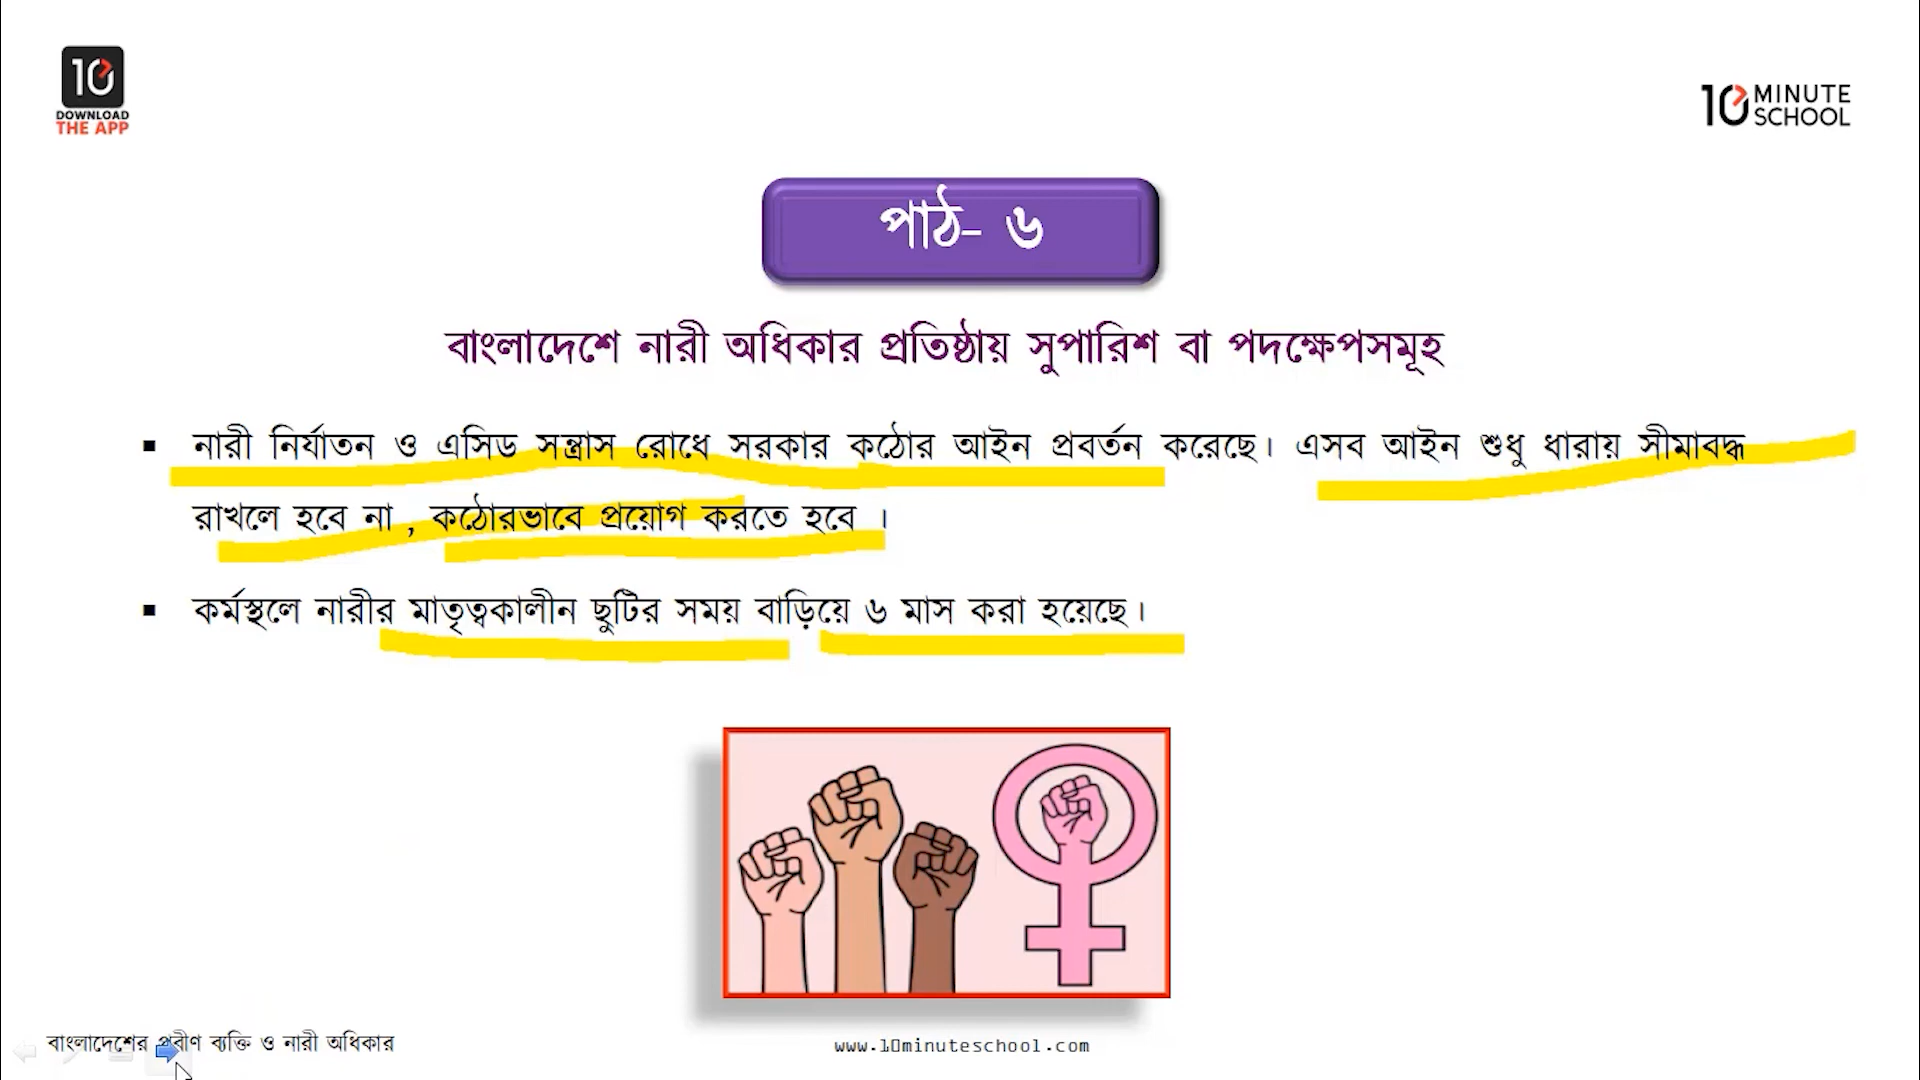 10
DOWNLOAD
THE APP
10 MINUTE
SCHOOL
পাঠ- ৬
বাংলাদেশে নারী অধিকার প্রতিষ্ঠায় সুপারিশ বা পদক্ষেপসমূহ
▪ নারী নির্যাতন ও এসিড সন্ত্রাস রোধে সরকার কঠোর আইন প্রবর্তন করেছে। এসব আইন শুধু ধারায় সীমাবদ্ধ
রাখলে হবে না , কঠোরভাবে প্রয়োগ করতে হবে ।
▪ কর্মস্থলে নারীর মাতৃত্বকালীন ছুটির সময় বাড়িয়ে ৬ মাস করা হয়েছে।
বাংলাদেশের প্রবীণ ব্যক্তি ও নারী অধিকার
www.10minuteschool.com